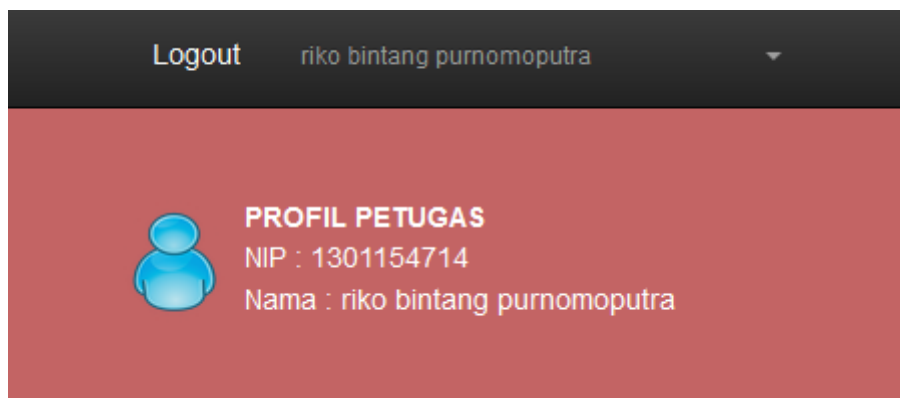 Logout riko bintang purnomoputra
PROFIL PETUGAS
NIP : 1301154714
Nama : riko bintang purnomoputra